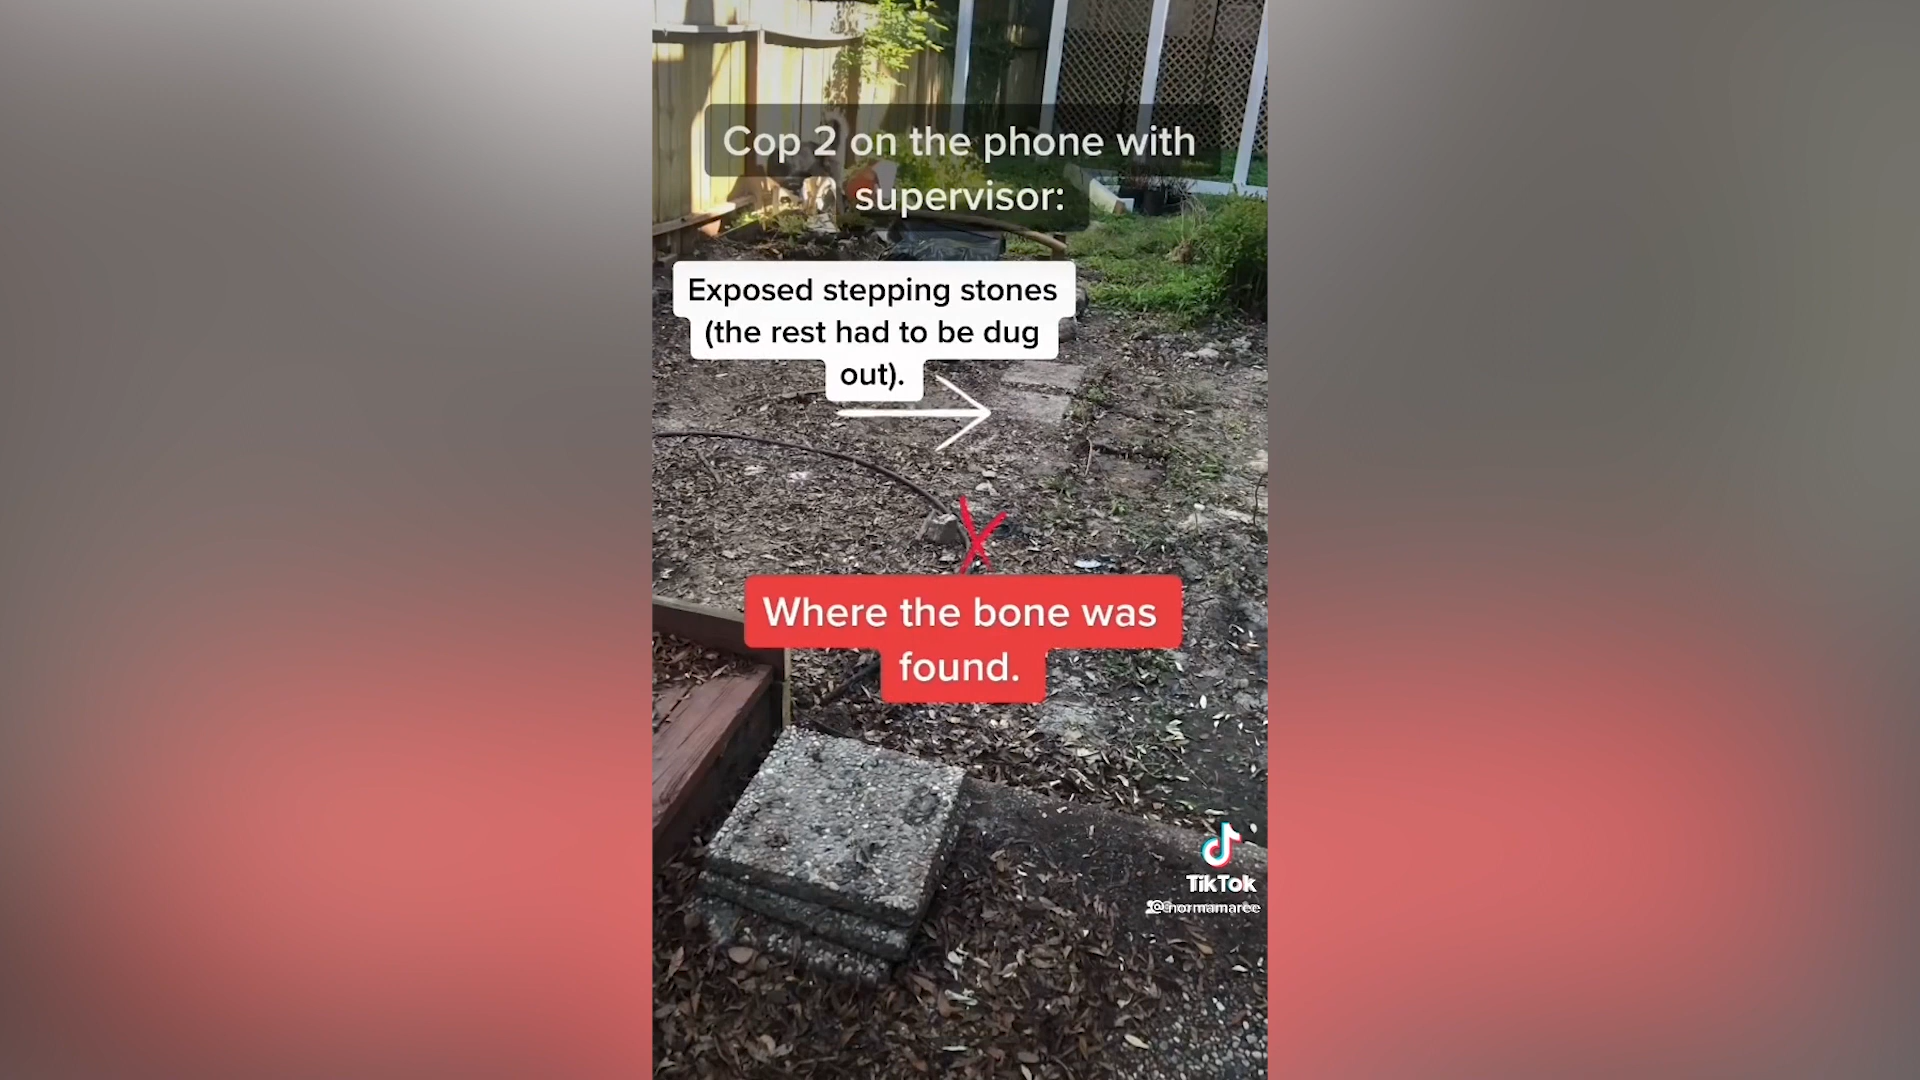 Cop 2 on the phone with
supervisor:
Exposed stepping stones
(the rest had to be dug
out).
Where the bone was
found.
TikTok
@normamaree